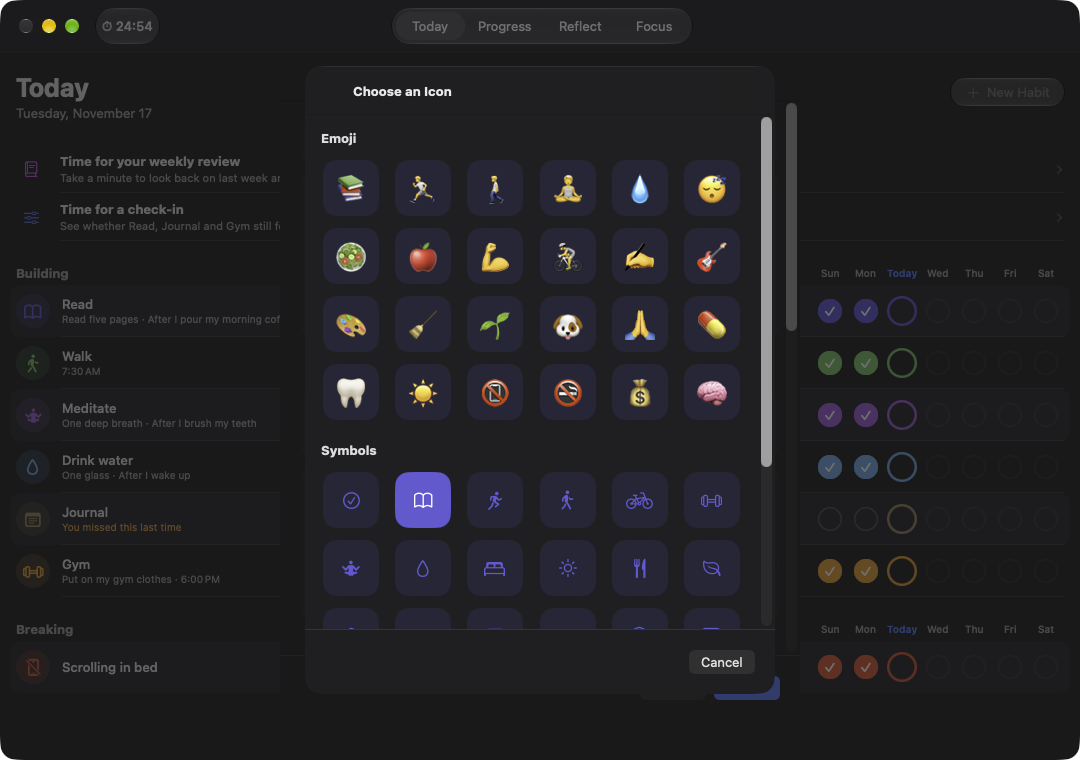 24:54
Today
Progress
Reflect
Focus
Today
Tuesday, November 17
+ New Habit
Choose an Icon
Time for your weekly review
Take a minute to look back on last week
Time for a check-in
See whether Read, Journal and Gym still
Emoji
Building
Sun Mon Today Wed Thu Fri Sat
Read
Read five pages · After I pour my morning
Walk
7:30 AM
Meditate
One deep breath · After I brush my teeth
Symbols
Drink water
One glass · After I wake up
Journal
You missed this last time
Gym
Put on my gym clothes · 6:00 PM
Breaking
Sun Mon Today Wed Thu Fri Sat
Scrolling in bed
Cancel